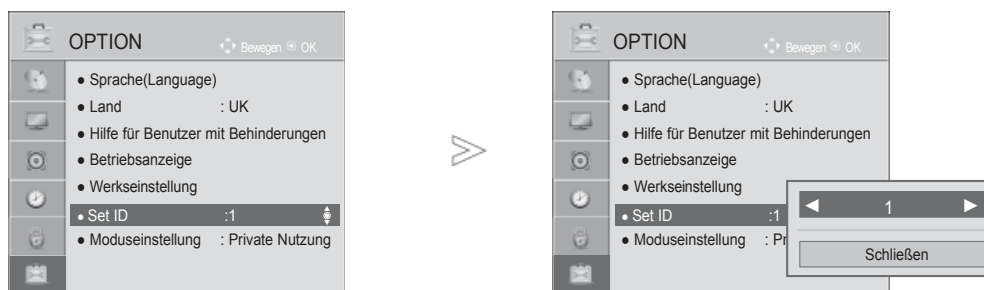 OPTION
Bewegen OK
● Sprache(Language)
● Land : UK
● Hilfe für Benutzer mit Behinderungen
● Betriebsanzeige
● Werkseinstellung
● Set ID :1
● Moduseinstellung : Private Nutzung
OPTION
Bewegen OK
● Sprache(Language)
● Land : UK
● Hilfe für Benutzer mit Behinderungen
● Betriebsanzeige
● Werkseinstellung
● Set ID :1
● Moduseinstellung : Pr
◀ 1 ▶
Schließen